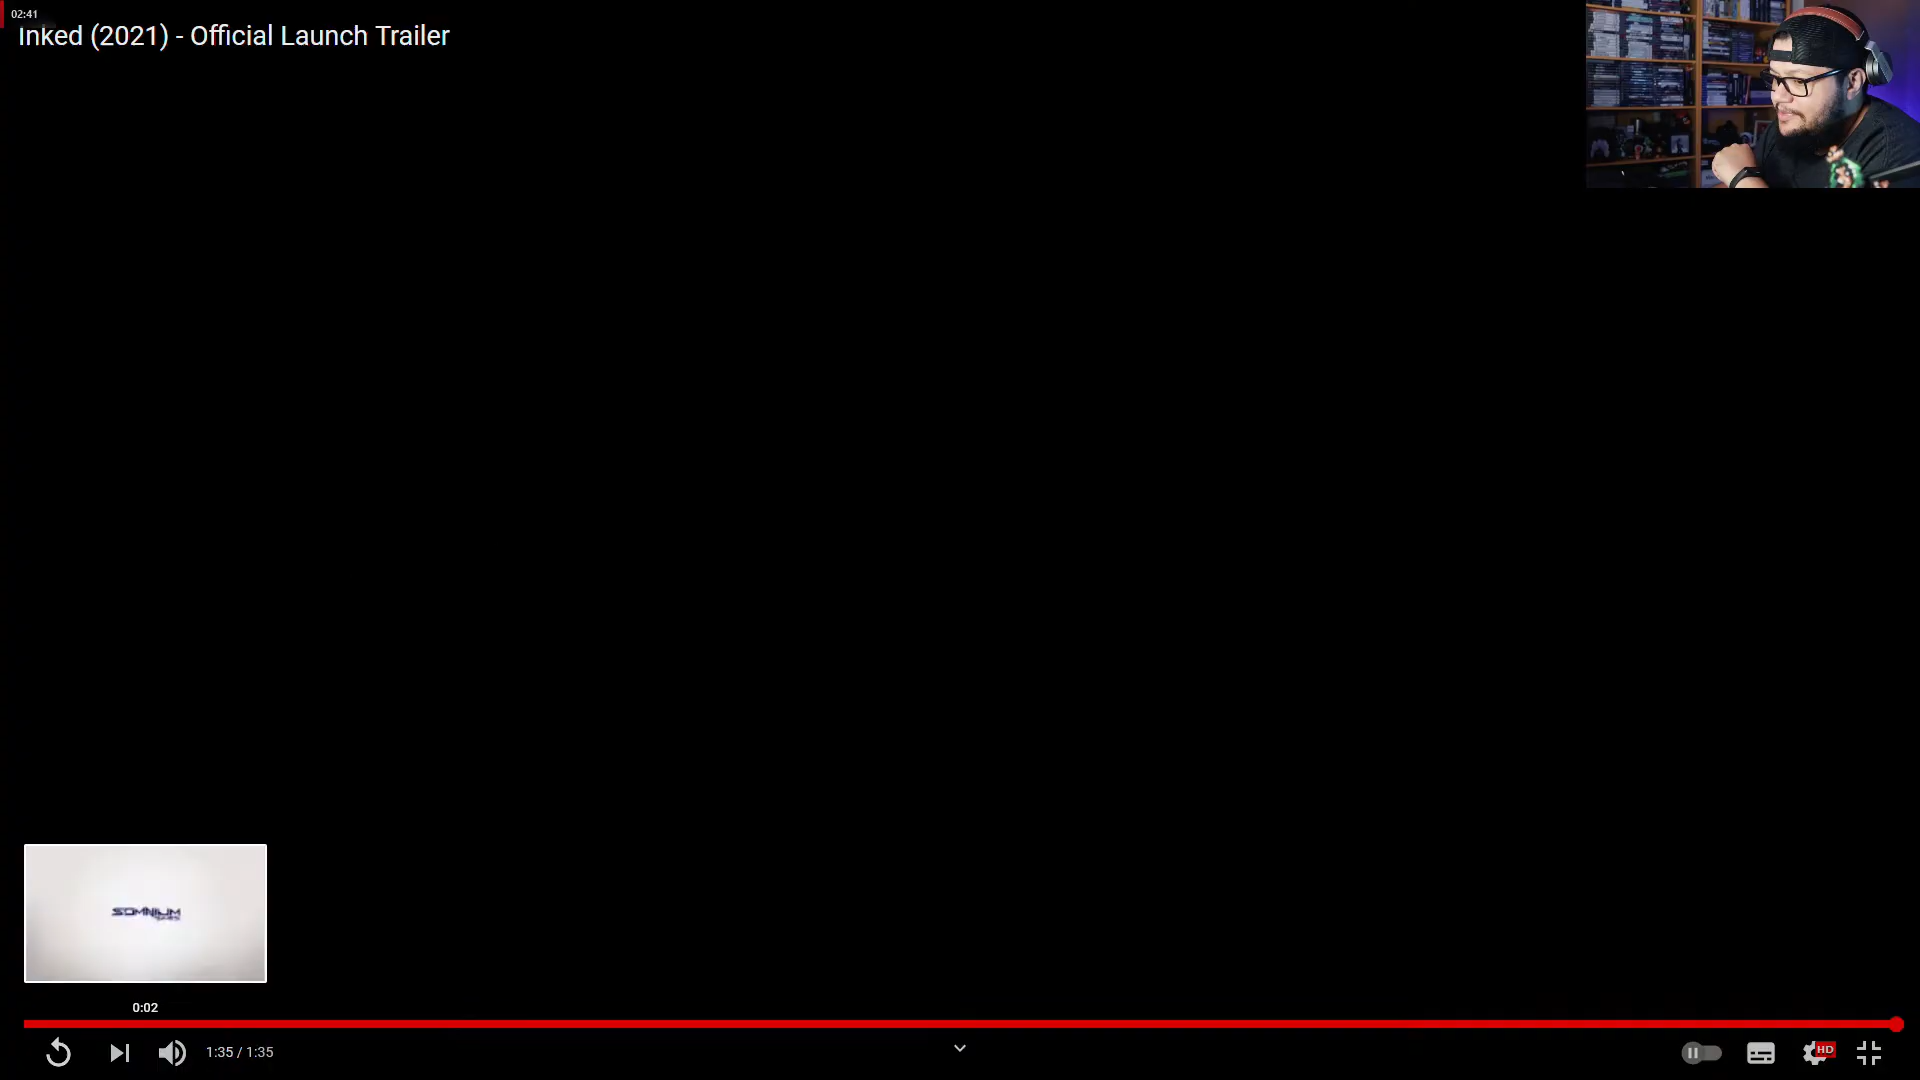 02:41
Inked (2021) - Official Launch Trailer
SOMNIUM
0:02
1:35 / 1:35
HD